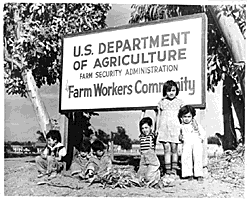 U.S. DEPARTMENT
OF AGRICULTURE
FARM SECURITY ADMINISTRATION
Farm Workers Community